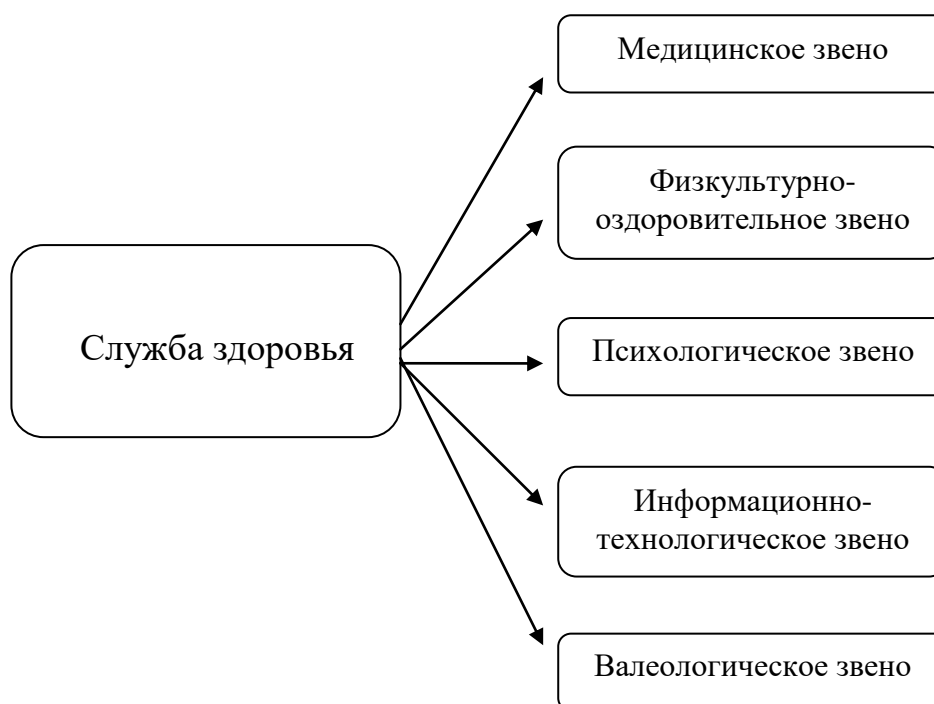 Медицинское звено
Физкультурно-
оздоровительное звено
Служба здоровья
Психологическое звено
Информационно-
технологическое звено
Валеологическое звено